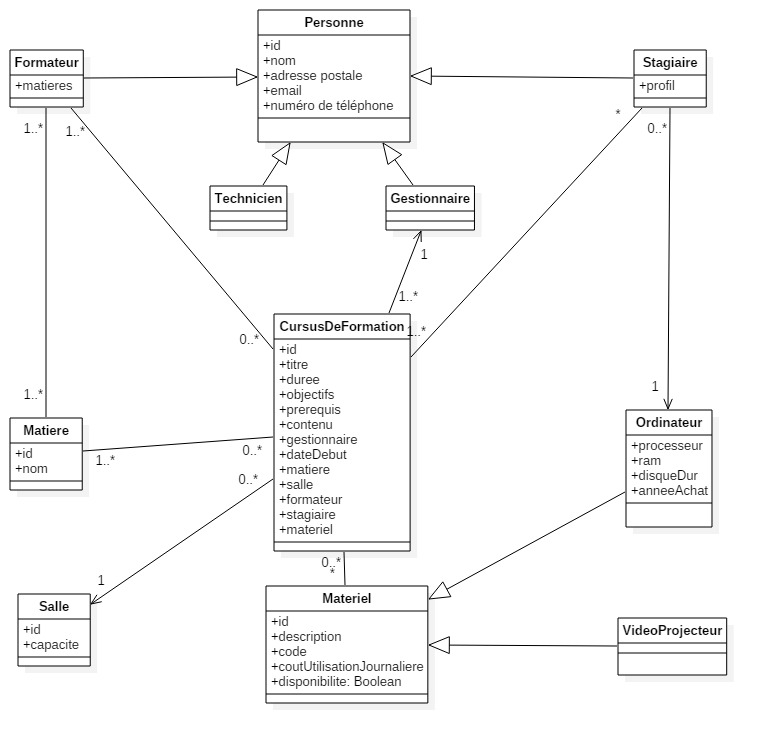 Personne
+id
+nom
+adresse postale
+email
+numéro de téléphone
Formateur
+matieres
Stagiaire
+profil
1..*
1..*
*
0..*
Technicien
Gestionnaire
1
1..*
CursusDeFormation
+id
+titre
+duree
+objectifs
+prerequis
+contenu
+gestionnaire
+dateDebut
+matiere
+salle
+formateur
+stagiaire
+materiel
0..*
1..*
1..*
1
Matiere
+id
+nom
1..*
0..*
0..*
Ordinateur
+processeur
+ram
+disqueDur
+anneeAchat
1
Salle
+id
+capacite
0..*
*
Materiel
+id
+description
+code
+coutUtilisationJournaliere
+disponibilite: Boolean
VideoProjecteur